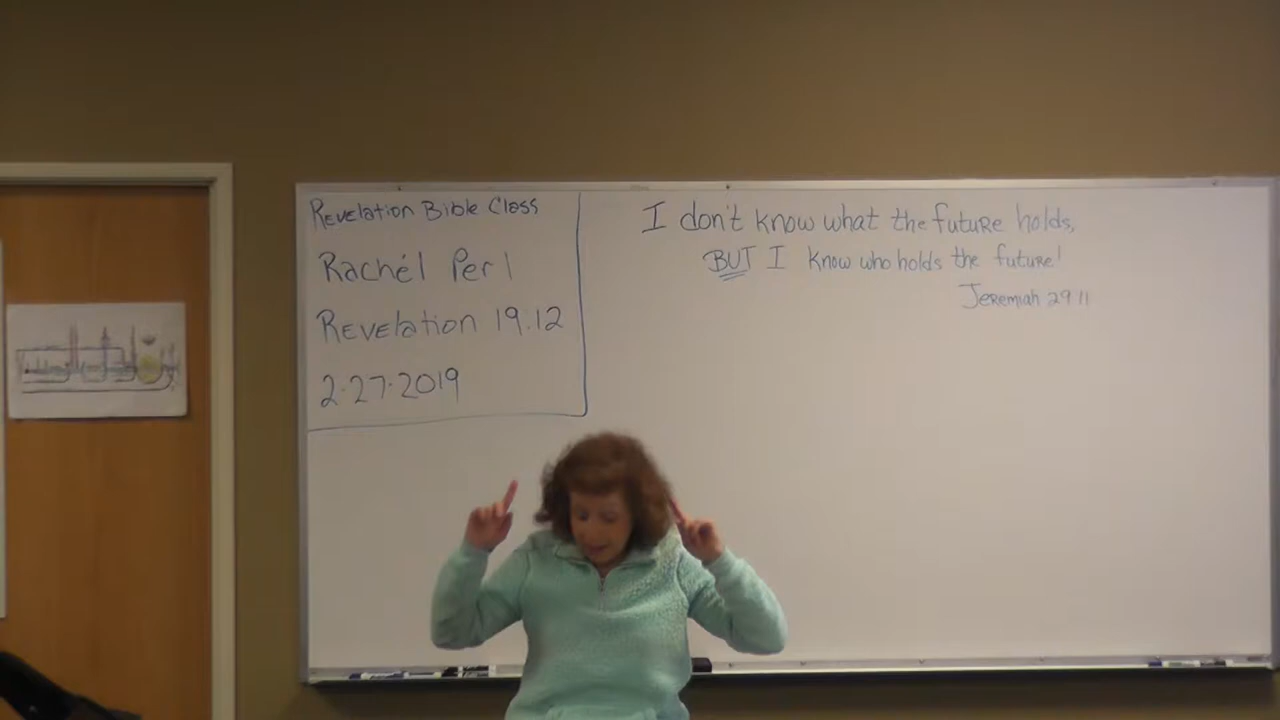 Revelation Bible Class
Rachel Perl
Revelation 19:12
2-27-2019
I don't know what the future holds,
BUT I know who holds the future!
Jeremiah 29 11